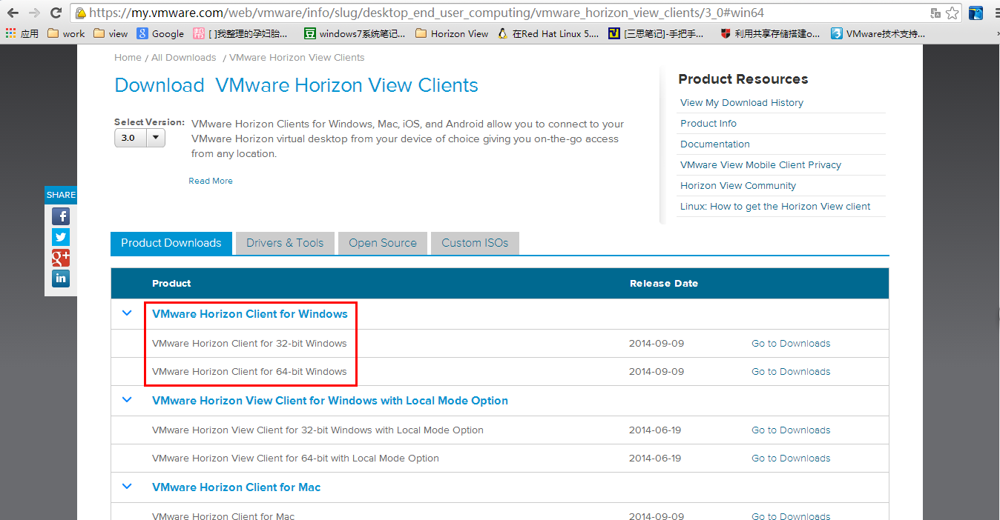 https://my.vmware.com/web/vmware/info/slug/desktop_end_user_computing/vmware_horizon_view_clients/3_0#win64
应用 work view Google [ ]我整理的孕妇胎... windows7系统笔记... Horizon View 在Red Hat Linux 5.... [三思笔记]-手把手... 利用共享存储搭建o... VMware技术支持...
Home / All Downloads / VMware Horizon View Clients
Download VMware Horizon View Clients
Select Version:
3.0
VMware Horizon Clients for Windows, Mac, iOS, and Android allow you to connect to your
VMware Horizon virtual desktop from your device of choice giving you on-the-go access
from any location.
Read More
Product Resources
View My Download History
Product Info
Documentation
VMware View Mobile Client Privacy
Horizon View Community
Linux: How to get the Horizon View client
SHARE
Product Downloads Drivers & Tools Open Source Custom ISOs
Product Release Date
VMware Horizon Client for Windows
VMware Horizon Client for 32-bit Windows 2014-09-09 Go to Downloads
VMware Horizon Client for 64-bit Windows 2014-09-09 Go to Downloads
VMware Horizon View Client for Windows with Local Mode Option
VMware Horizon View Client for 32-bit Windows with Local Mode Option 2014-06-19 Go to Downloads
VMware Horizon View Client for 64-bit with Local Mode Option 2014-06-19 Go to Downloads
VMware Horizon Client for Mac
VMware Horizon Client for Mac 2014-09-09 Go to Downloads